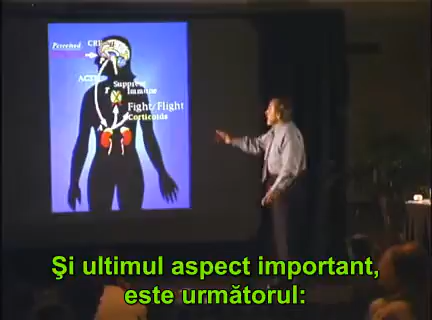 Perceived
CRF
ACTH
Suppress
Immune
Fight/Flight
Corticoids
Şi ultimul aspect important,
este următorul: